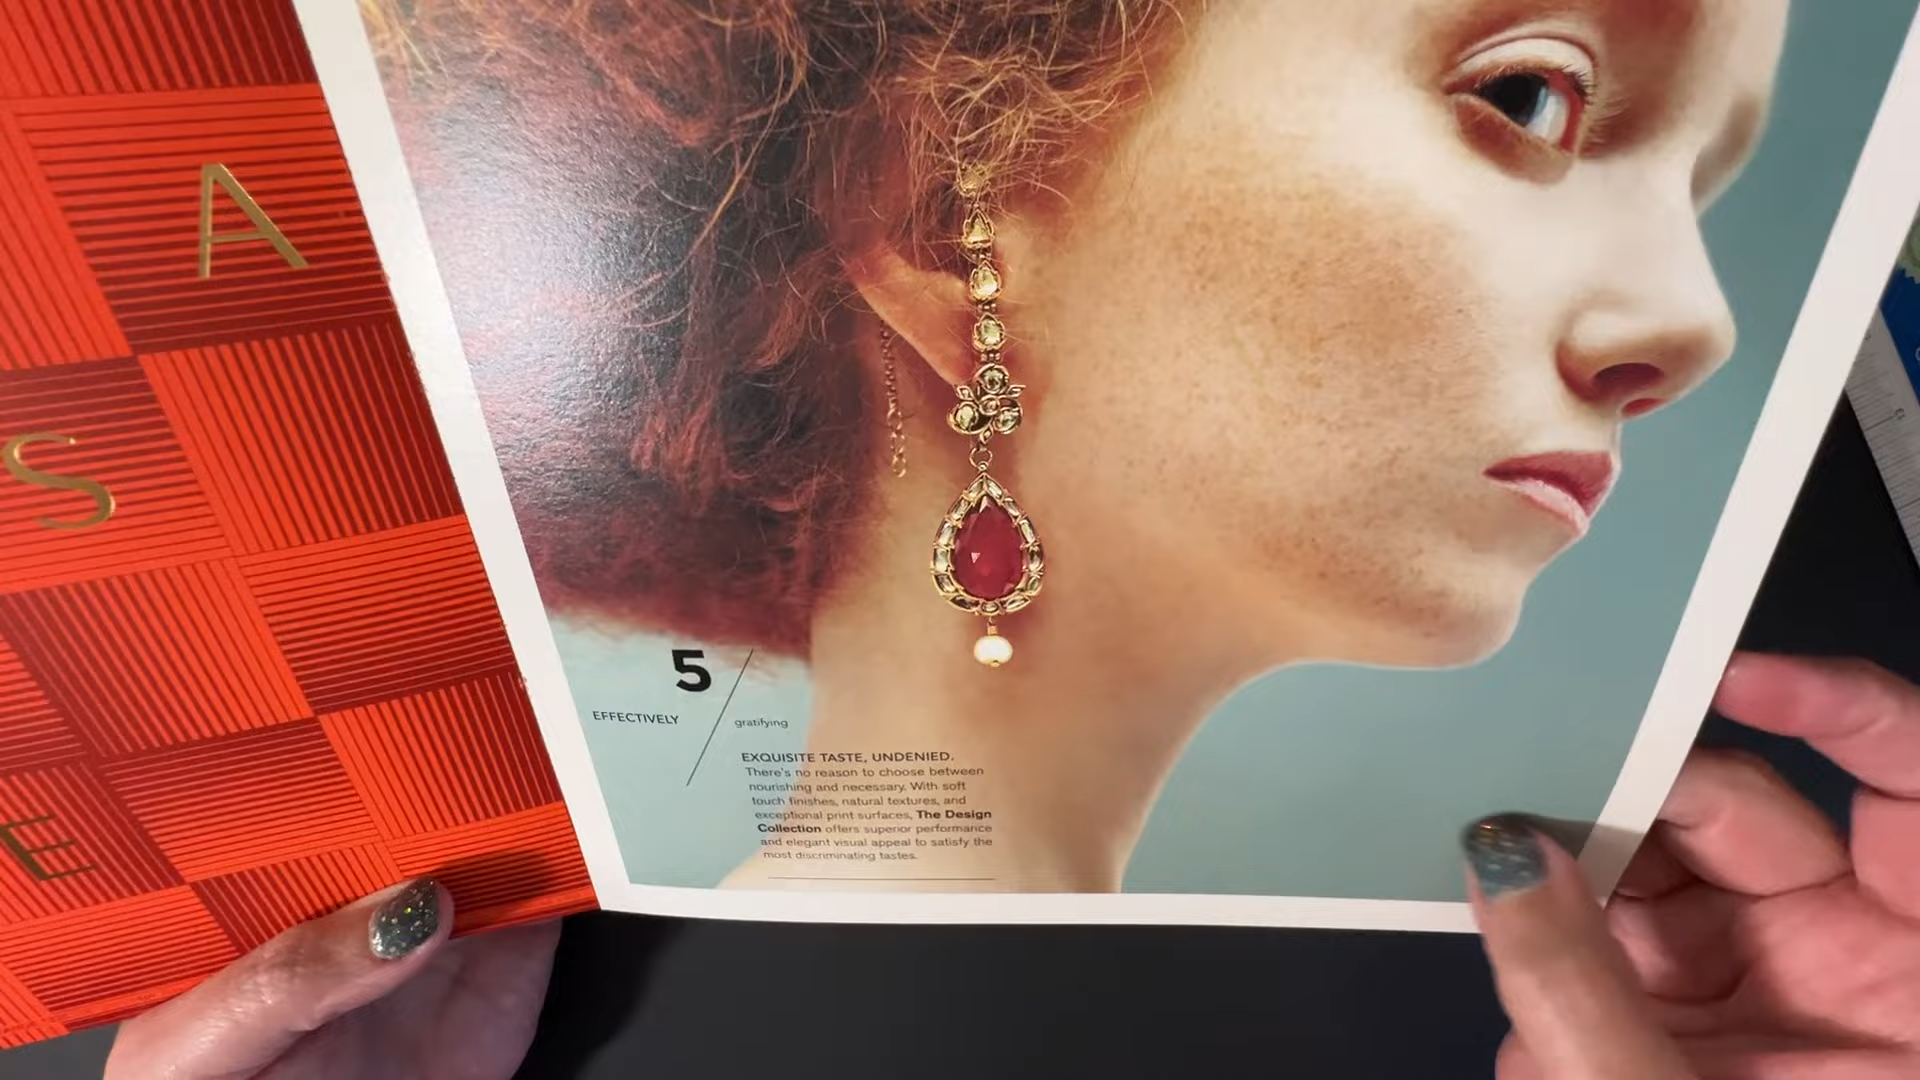 A
S
E
5
EFFECTIVELY
gratifying
EXQUISITE TASTE, UNDENIED.
There's no reason to choose between
nourishing and necessary. With soft
touch finishes, natural textures, and
exceptional print surfaces, The Design
Collection offers superior performance
and elegant visual appeal to satisfy the
most discriminating tastes.